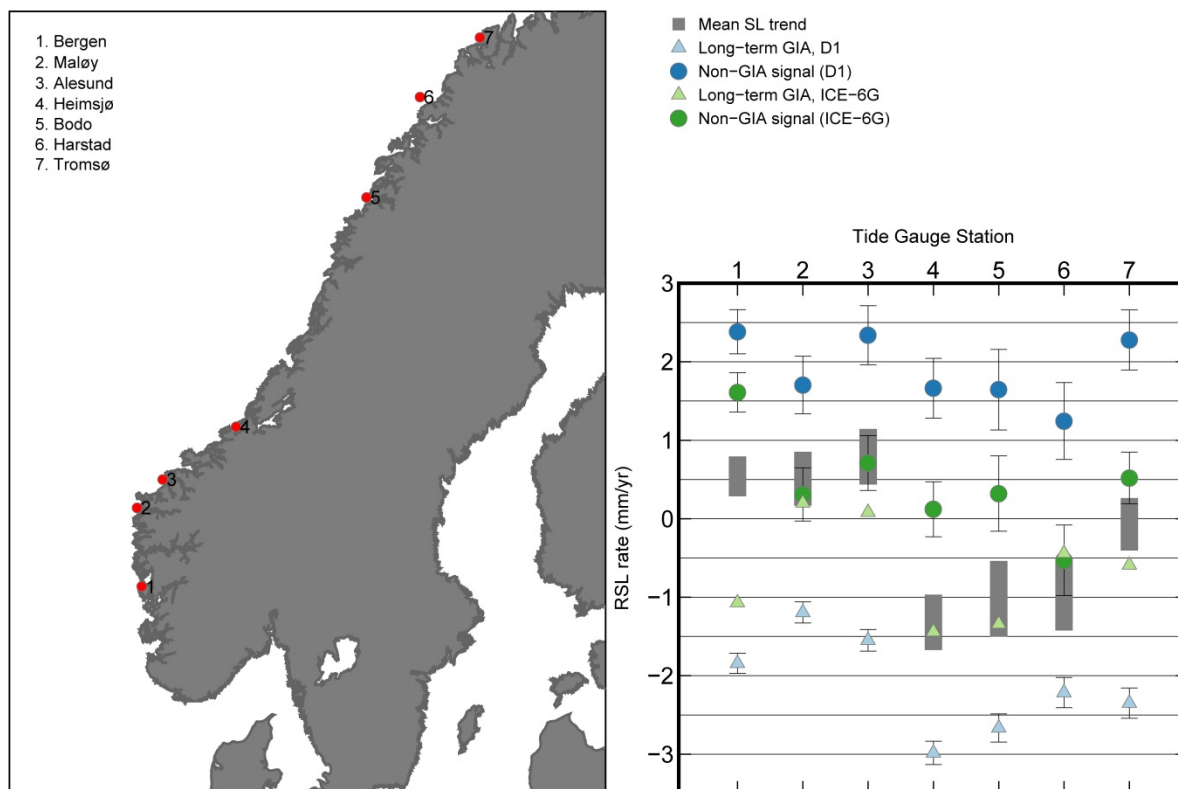 1. Bergen
2. Maløy
3. Alesund
4. Heimsjø
5. Bodo
6. Harstad
7. Tromsø
7
6
5
4
3
2
1
Mean SL trend
Long−term GIA, D1
Non−GIA signal (D1)
Long−term GIA, ICE−6G
Non−GIA signal (ICE−6G)
Tide Gauge Station
1 2 3 4 5 6 7
3
2
1
0
−1
−2
−3
RSL rate (mm/yr)